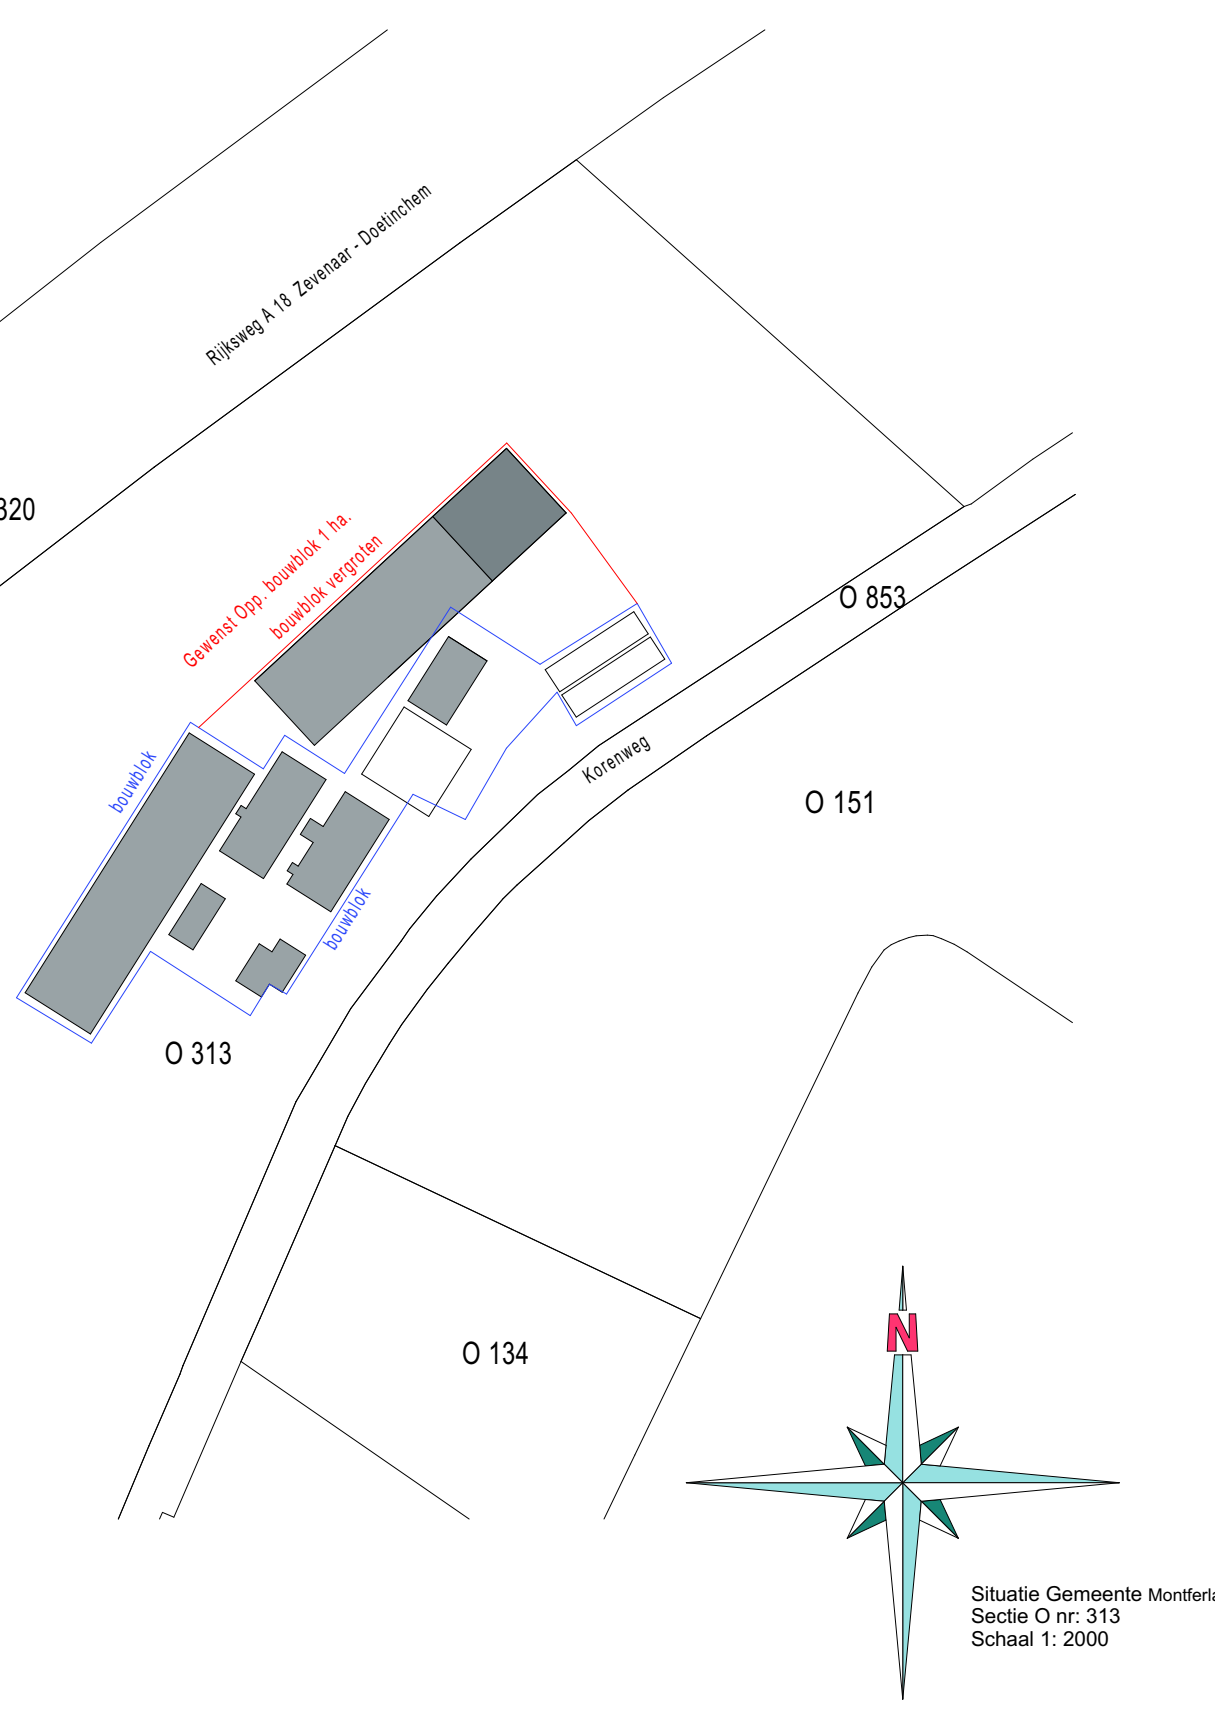 Rijksweg A 18 Zevenaar - Doetinchem
320
Gewenst Opp. bouwblok 1 ha.
bouwblok vergroten
O 853
bouwblok
Korenweg
O 151
bouwblok
O 313
O 134
N
Situatie Gemeente Montferla
Sectie O nr: 313
Schaal 1: 2000